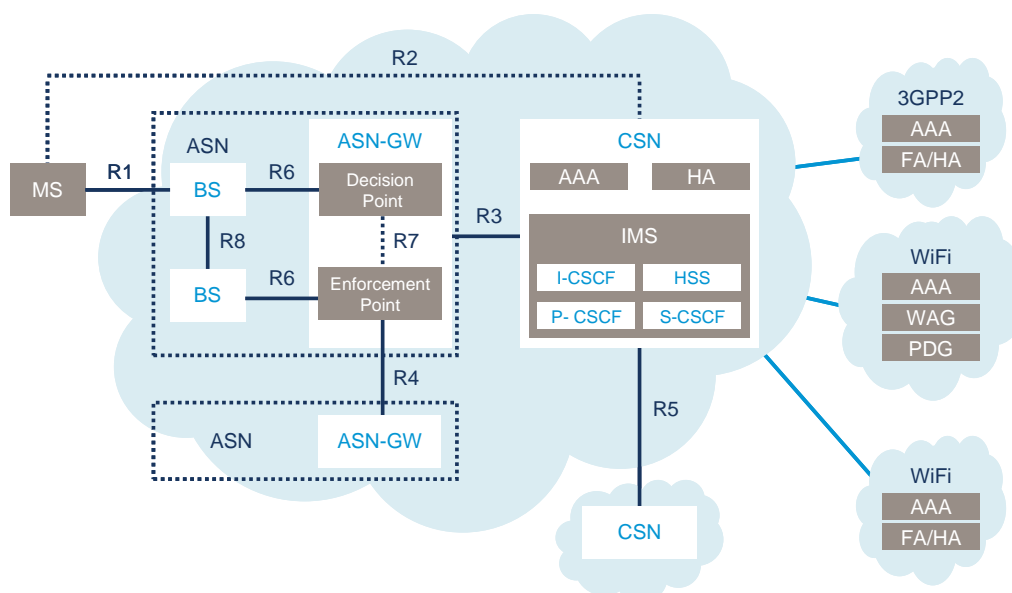 R2
3GPP2
AAA
FA/HA
ASN
ASN-GW
CSN
MS
R1
BS
R6
Decision
Point
AAA
HA
R8
R7
R3
IMS
I-CSCF
HSS
P- CSCF
S-CSCF
BS
R6
Enforcement
Point
WiFi
AAA
WAG
PDG
R4
R5
ASN
ASN-GW
CSN
WiFi
AAA
FA/HA